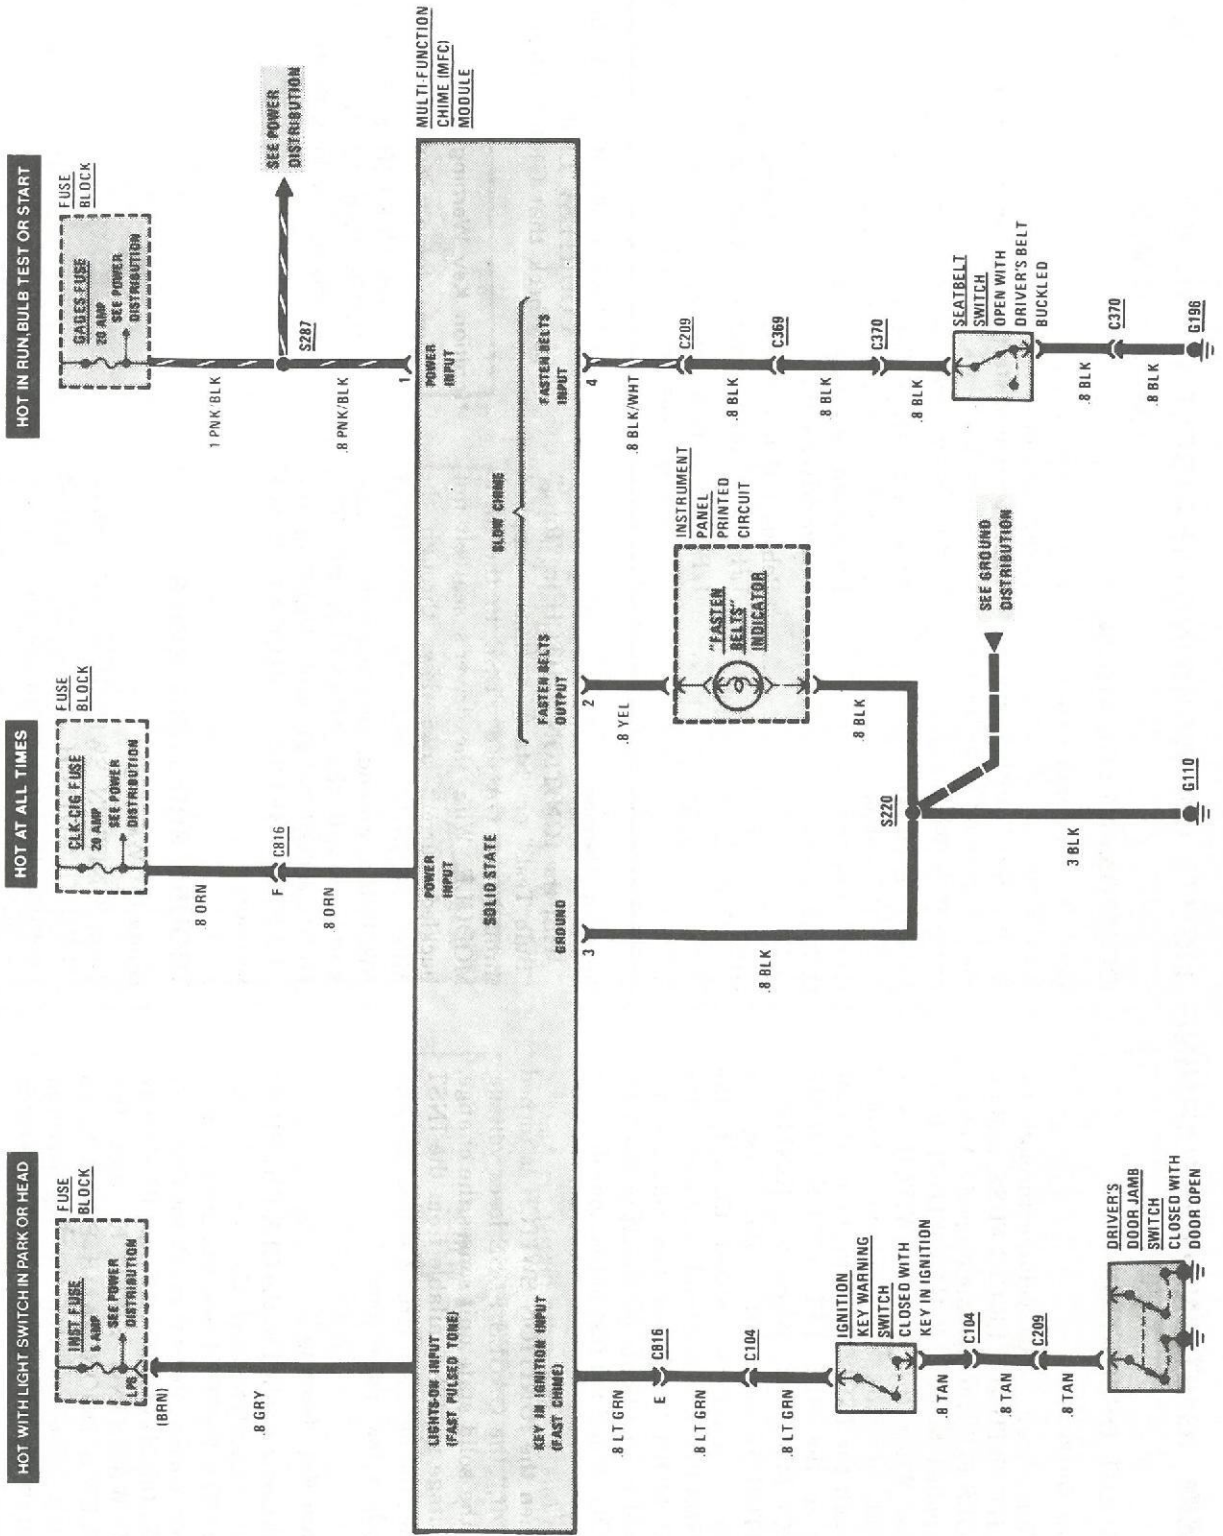 HOT WITH LIGHT SWITCH IN PARK OR HEAD
FUSE
BLOCK
INST FUSE
5 AMP
SEE POWER
DISTRIBUTION
LPS
(BRN)
.8 GRY
HOT AT ALL TIMES
FUSE
BLOCK
CLK-CIG FUSE
20 AMP
SEE POWER
DISTRIBUTION
.8 ORN
F
C816
.8 ORN
HOT IN RUN, BULB TEST OR START
FUSE
BLOCK
GAGES FUSE
20 AMP
SEE POWER
DISTRIBUTION
1 PNK/BLK
S287
SEE POWER
DISTRIBUTION
.8 PNK/BLK
1
MULTI-FUNCTION
CHIME (MFC)
MODULE
LIGHTS-ON INPUT
(FAST PULSED TONE)
POWER
INPUT
POWER
INPUT
SOLID STATE
SLOW CHIME
KEY IN IGNITION INPUT
(FAST CHIME)
GROUND
FASTEN BELTS
OUTPUT
FASTEN BELTS
INPUT
3
2
4
.8 LT GRN
E
C816
.8 LT GRN
C104
.8 LT GRN
IGNITION
KEY WARNING
SWITCH
CLOSED WITH
KEY IN IGNITION
.8 TAN
C104
.8 TAN
C209
.8 TAN
DRIVER'S
DOOR JAMB
SWITCH
CLOSED WITH
DOOR OPEN
.8 BLK
.8 YEL
INSTRUMENT
PANEL
PRINTED
CIRCUIT
"FASTEN
BELTS"
INDICATOR
.8 BLK
S220
SEE GROUND
DISTRIBUTION
3 BLK
G110
.8 BLK/WHT
C209
.8 BLK
C369
.8 BLK
C370
.8 BLK
SEATBELT
SWITCH
OPEN WITH
DRIVER'S BELT
BUCKLED
.8 BLK
C370
.8 BLK
G196